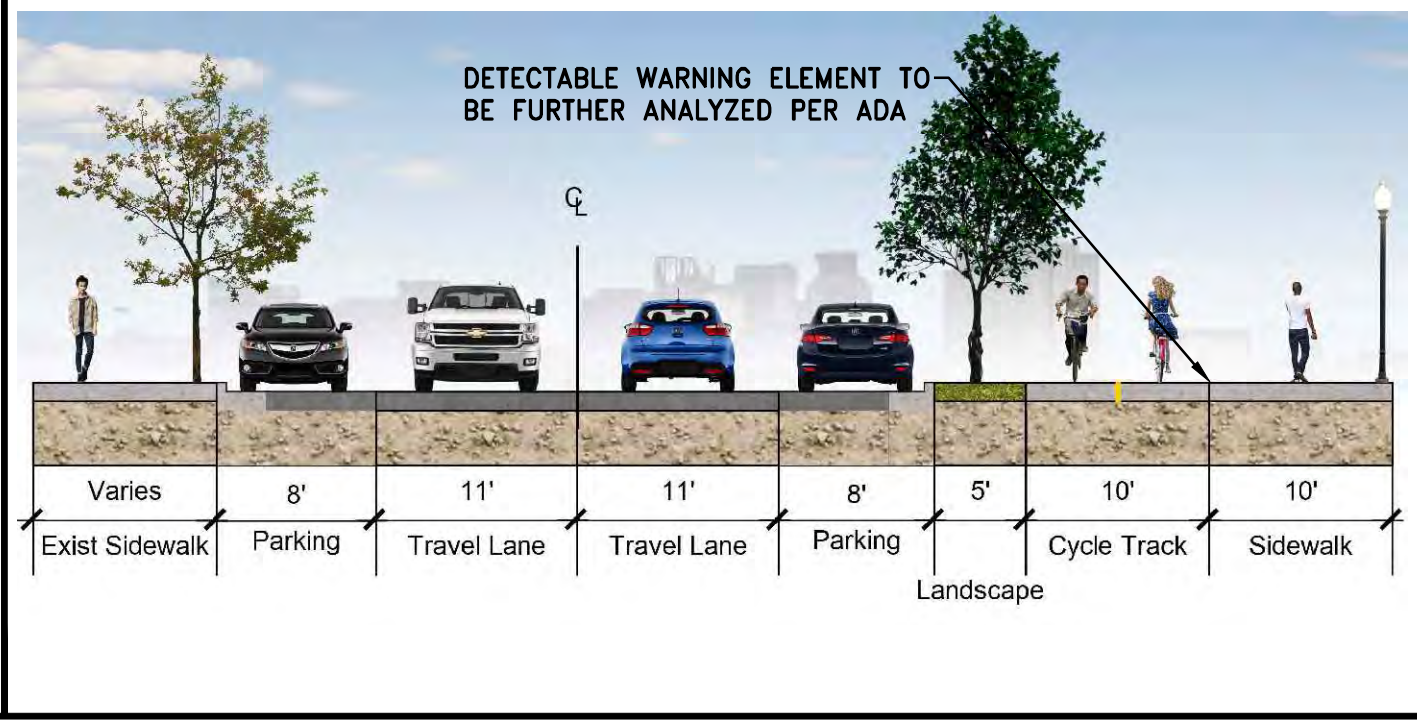 DETECTABLE WARNING ELEMENT TO
BE FURTHER ANALYZED PER ADA
℄
Varies 8' 11' 11' 8' 5' 10' 10'
Exist Sidewalk Parking Travel Lane Travel Lane Parking Cycle Track Sidewalk
Landscape